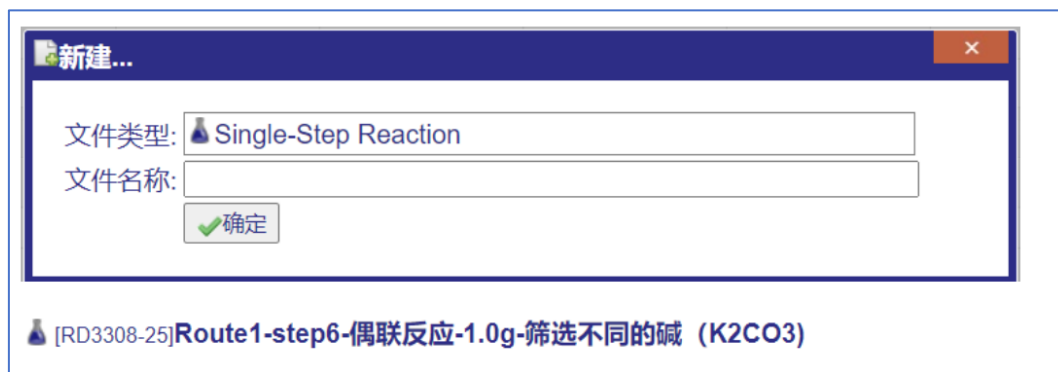 新建...
文件类型: Single-Step Reaction
文件名称:
确定
[RD3308-25]Route1-step6-偶联反应-1.0g-筛选不同的碱（K2CO3)